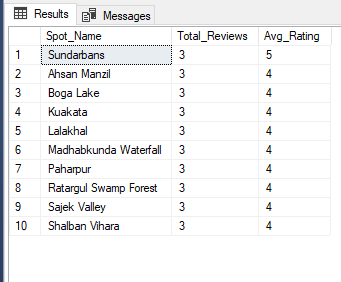 Results Messages
Spot_Name Total_Reviews Avg_Rating
1 Sundarbans 3 5
2 Ahsan Manzil 3 4
3 Boga Lake 3 4
4 Kuakata 3 4
5 Lalakhal 3 4
6 Madhabkunda Waterfall 3 4
7 Paharpur 3 4
8 Ratargul Swamp Forest 3 4
9 Sajek Valley 3 4
10 Shalban Vihara 3 4